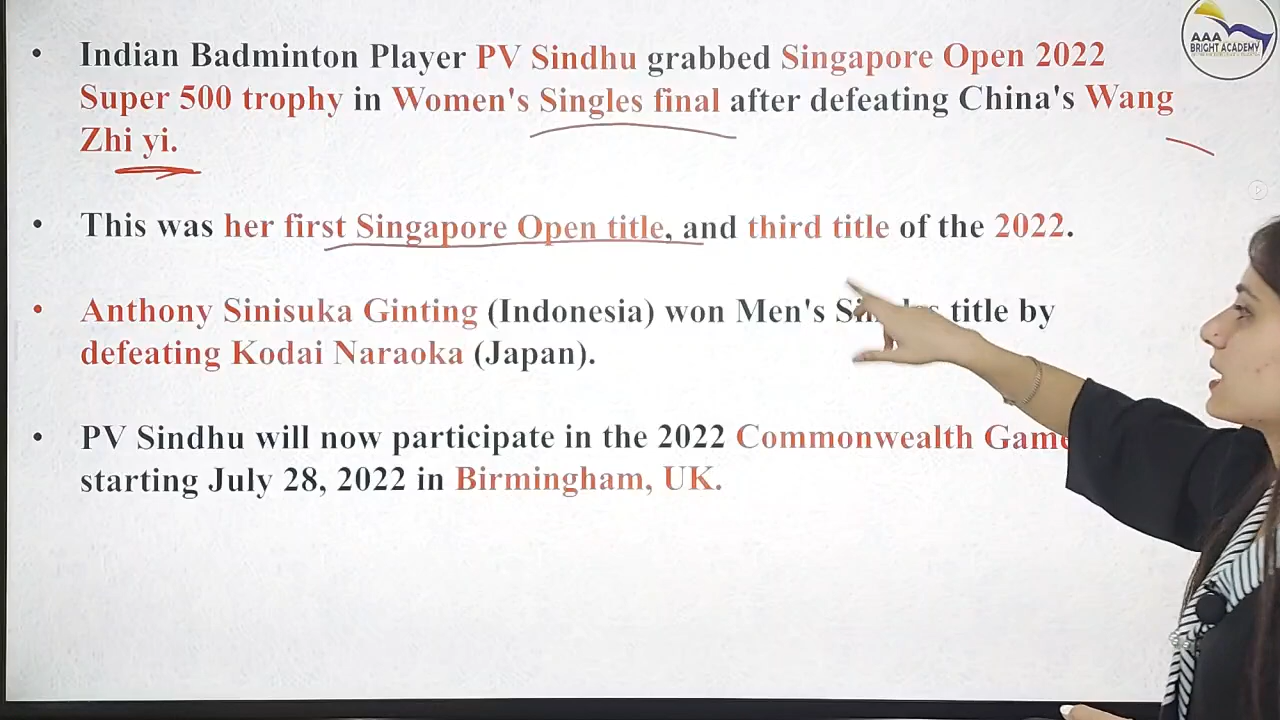 AAA
BRIGHT ACADEMY
• Indian Badminton Player PV Sindhu grabbed Singapore Open 2022
Super 500 trophy in Women's Singles final after defeating China's Wang
Zhi yi.
• This was her first Singapore Open title, and third title of the 2022.
• Anthony Sinisuka Ginting (Indonesia) won Men's title by
defeating Kodai Naraoka (Japan).
• PV Sindhu will now participate in the 2022 Commonwealth Game
starting July 28, 2022 in Birmingham, UK.